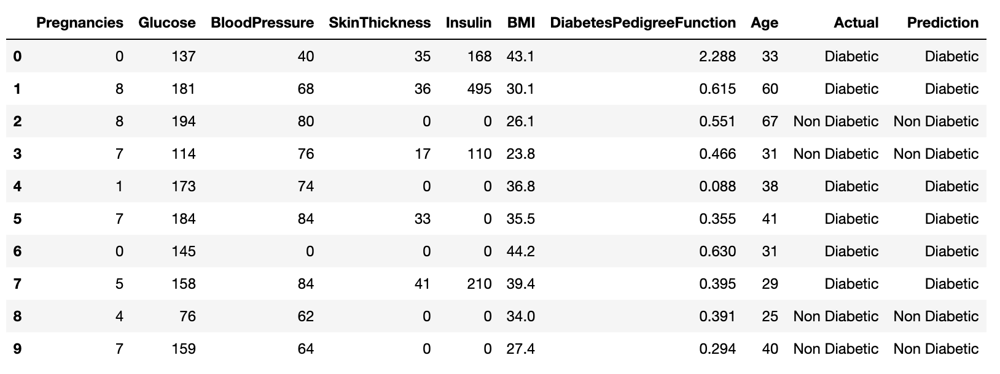 Pregnancies Glucose BloodPressure SkinThickness Insulin BMI DiabetesPedigreeFunction Age Actual Prediction
0 0 137 40 35 168 43.1 2.288 33 Diabetic Diabetic
1 8 181 68 36 495 30.1 0.615 60 Diabetic Diabetic
2 8 194 80 0 0 26.1 0.551 67 Non Diabetic Non Diabetic
3 7 114 76 17 110 23.8 0.466 31 Non Diabetic Non Diabetic
4 1 173 74 0 0 36.8 0.088 38 Diabetic Diabetic
5 7 184 84 33 0 35.5 0.355 41 Diabetic Diabetic
6 0 145 0 0 0 44.2 0.630 31 Diabetic Diabetic
7 5 158 84 41 210 39.4 0.395 29 Diabetic Diabetic
8 4 76 62 0 0 34.0 0.391 25 Non Diabetic Non Diabetic
9 7 159 64 0 0 27.4 0.294 40 Non Diabetic Non Diabetic